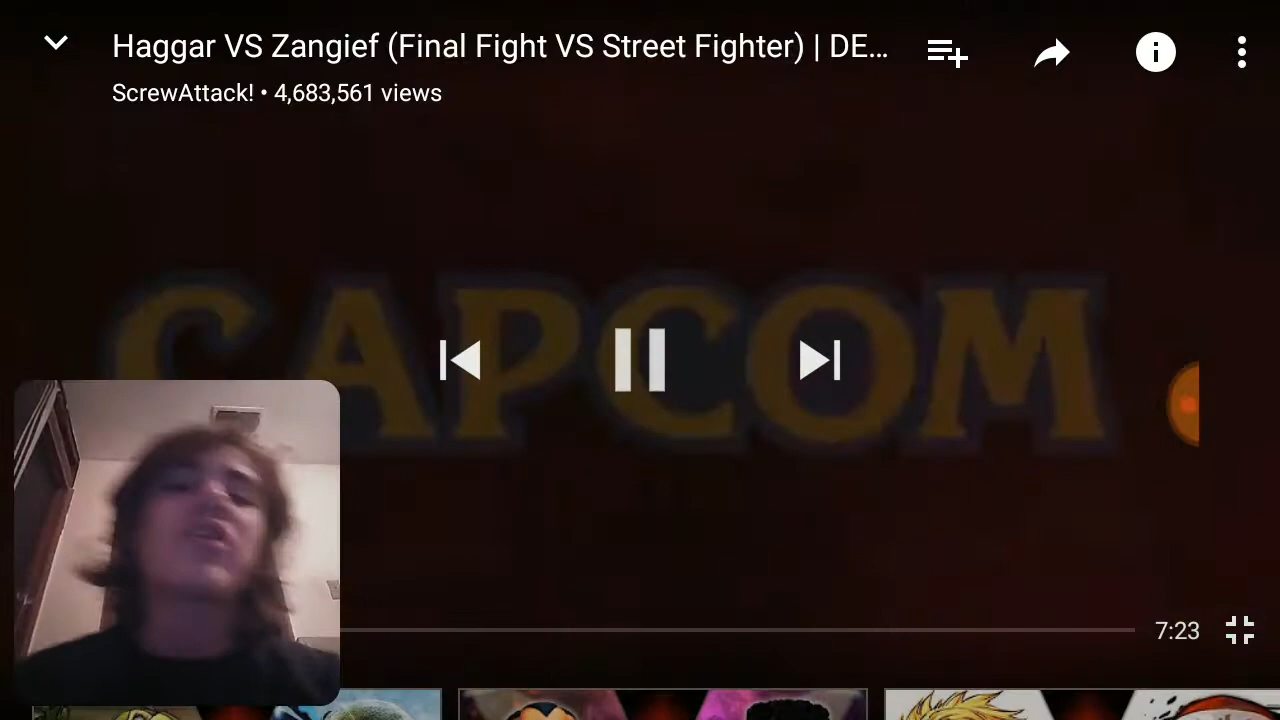 Haggar VS Zangief (Final Fight VS Street Fighter) | DE...
ScrewAttack! • 4,683,561 views
CAPCOM
7:23